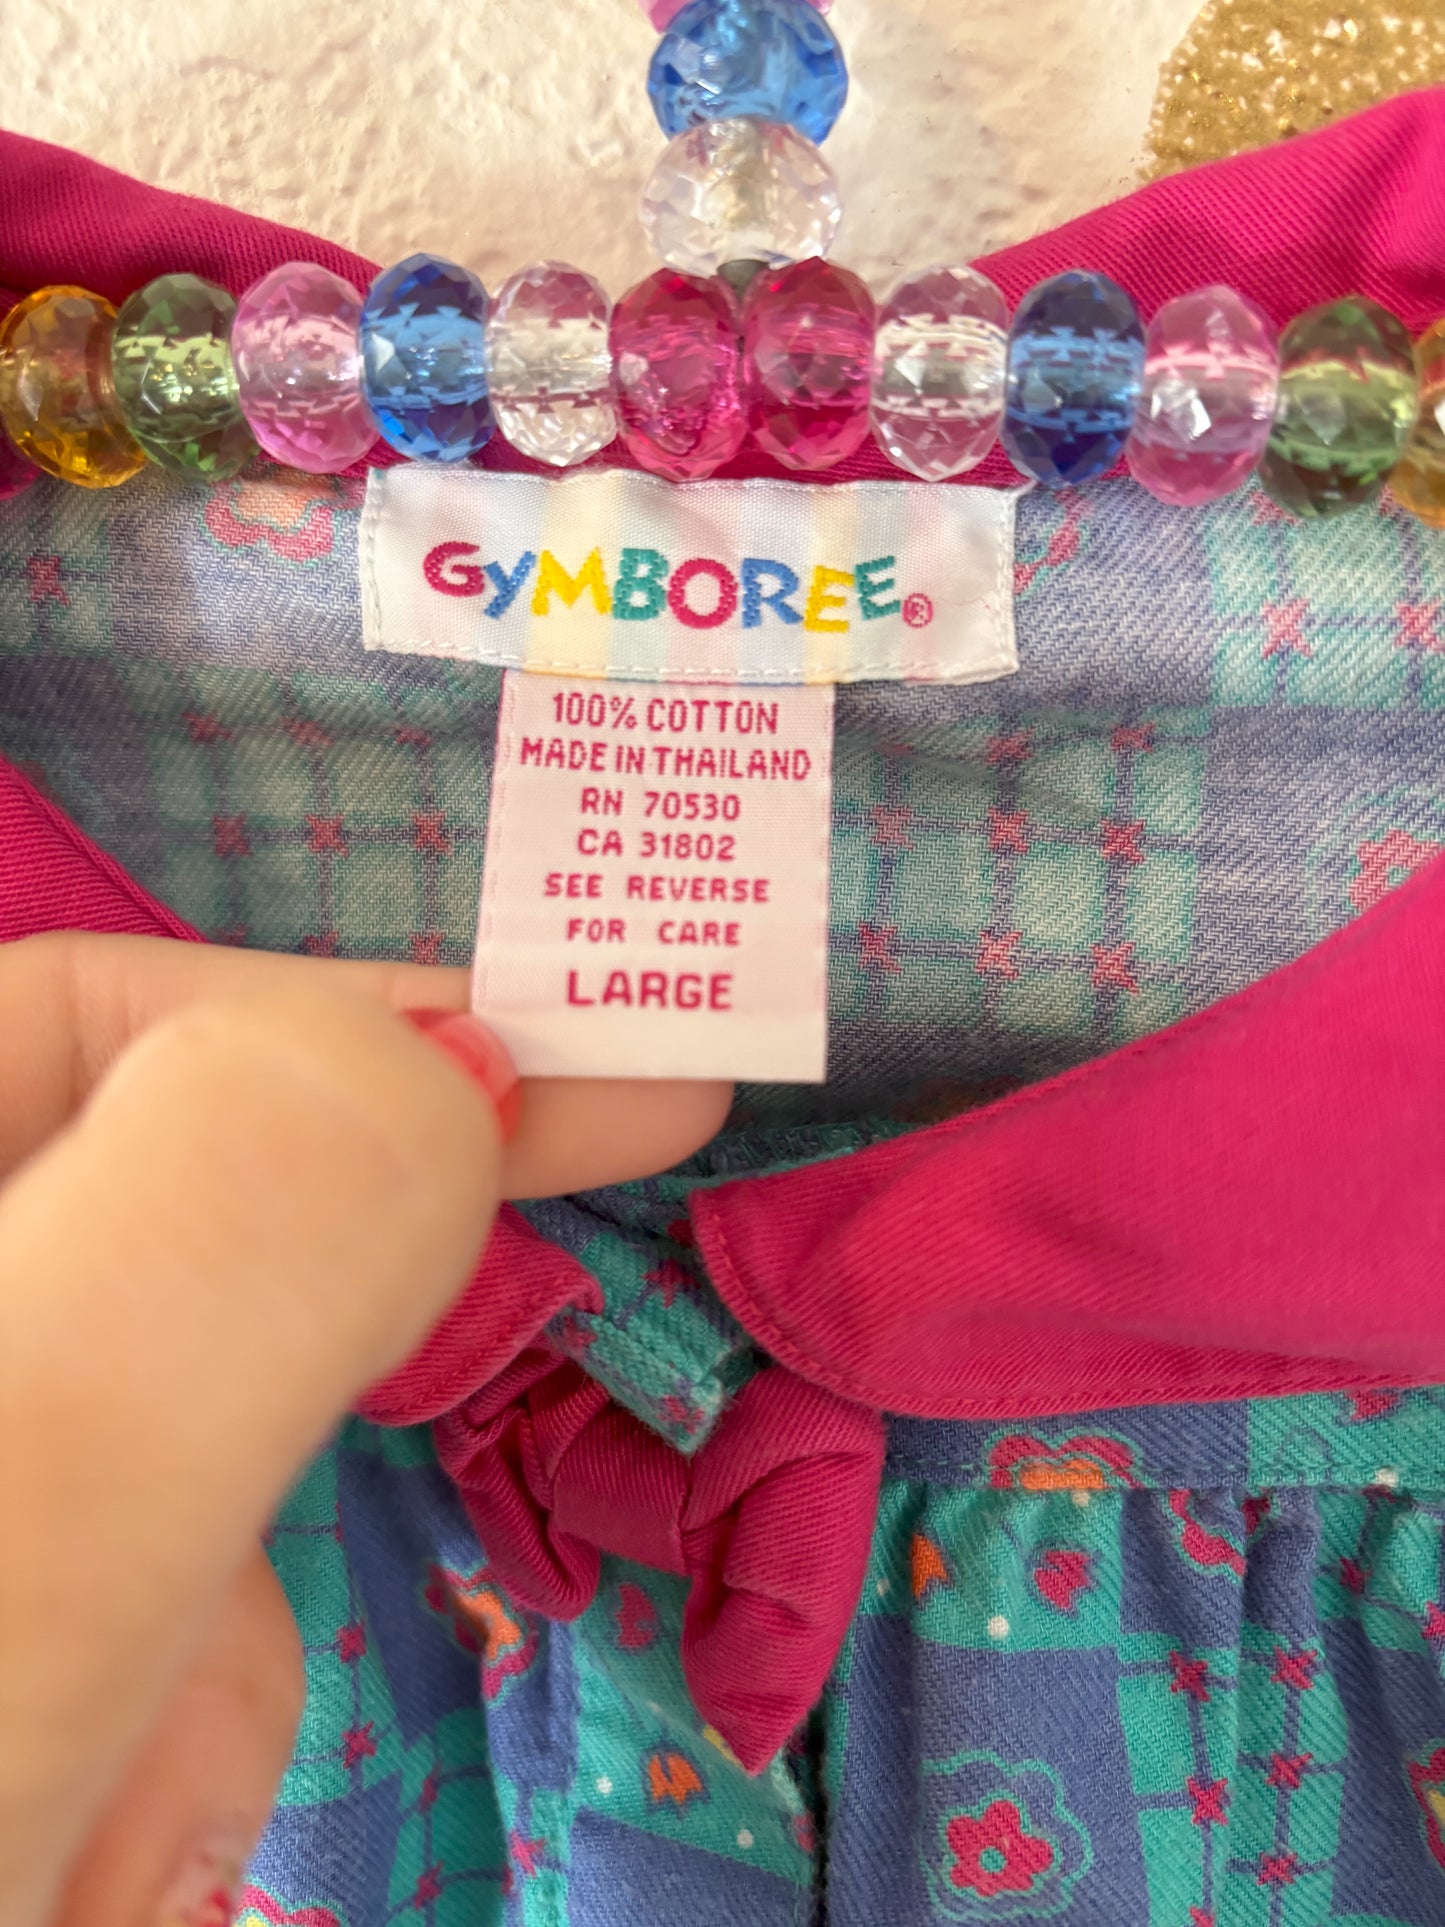 GYMBOREE®
100% COTTON
MADE IN THAILAND
RN 70530
CA 31802
SEE REVERSE
FOR CARE
LARGE